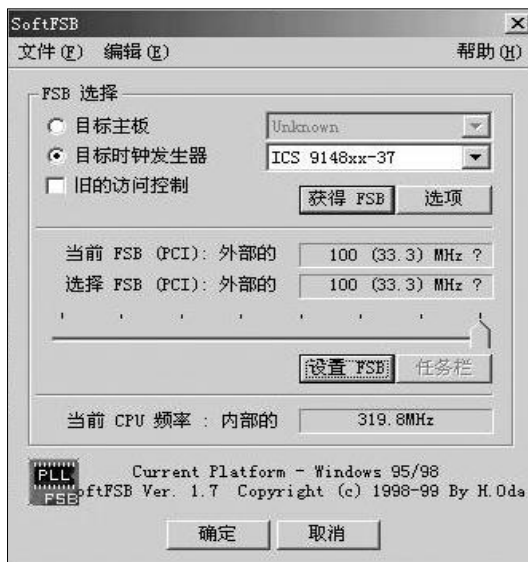 SoftFSB
文件(F) 编辑(E) 帮助(H)
FSB 选择
目标主板 Unknown
目标时钟发生器 ICS 9148xx-37
旧的访问控制
获得 FSB 选项
当前 FSB (PCI): 外部的 100 (33.3) MHz ?
选择 FSB (PCI): 外部的 100 (33.3) MHz ?
设置 FSB 任务栏
当前 CPU 频率 : 内部的 319.8MHz
PLL
FSB
Current Platform - Windows 95/98
oftFSB Ver. 1.7 Copyright (c) 1998-99 By H.Oda
确定 取消